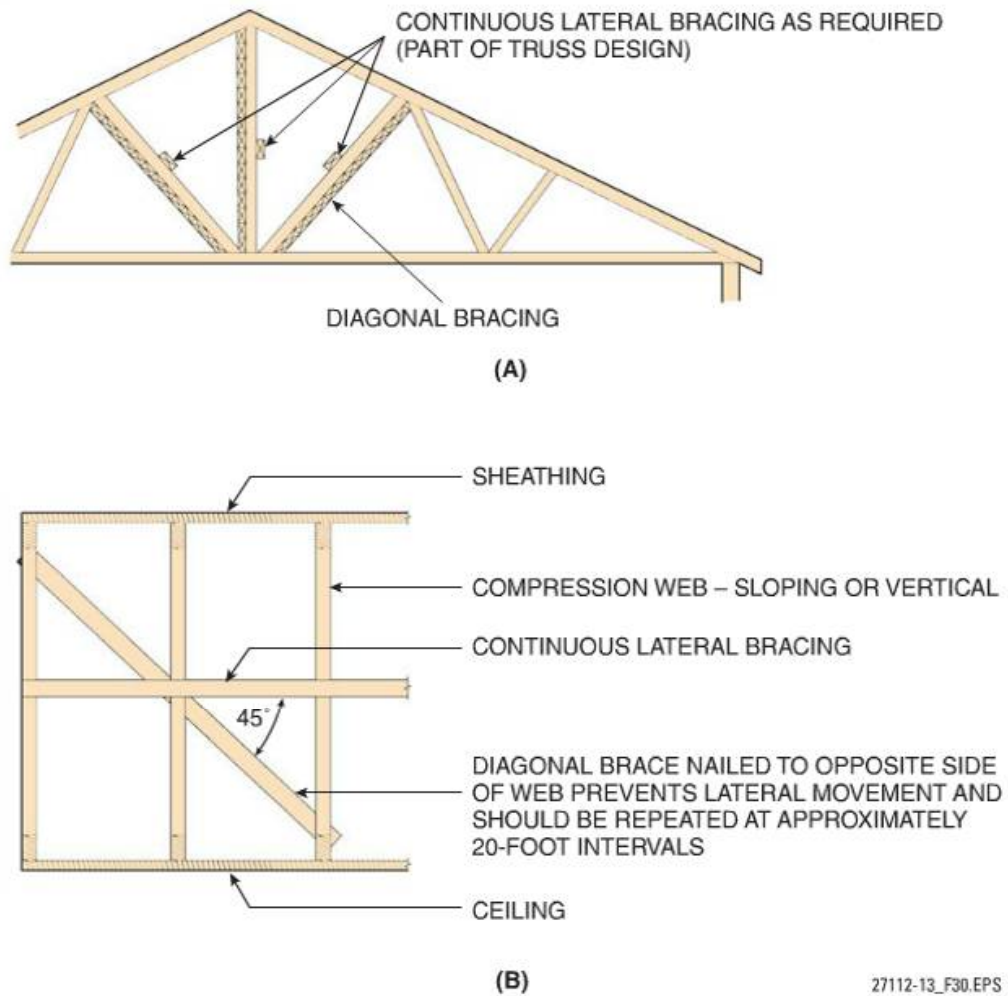 CONTINUOUS LATERAL BRACING AS REQUIRED
(PART OF TRUSS DESIGN)
DIAGONAL BRACING
(A)
SHEATHING
COMPRESSION WEB – SLOPING OR VERTICAL
CONTINUOUS LATERAL BRACING
45°
DIAGONAL BRACE NAILED TO OPPOSITE SIDE
OF WEB PREVENTS LATERAL MOVEMENT AND
SHOULD BE REPEATED AT APPROXIMATELY
20-FOOT INTERVALS
CEILING
(B)
27112-13_F30.EPS